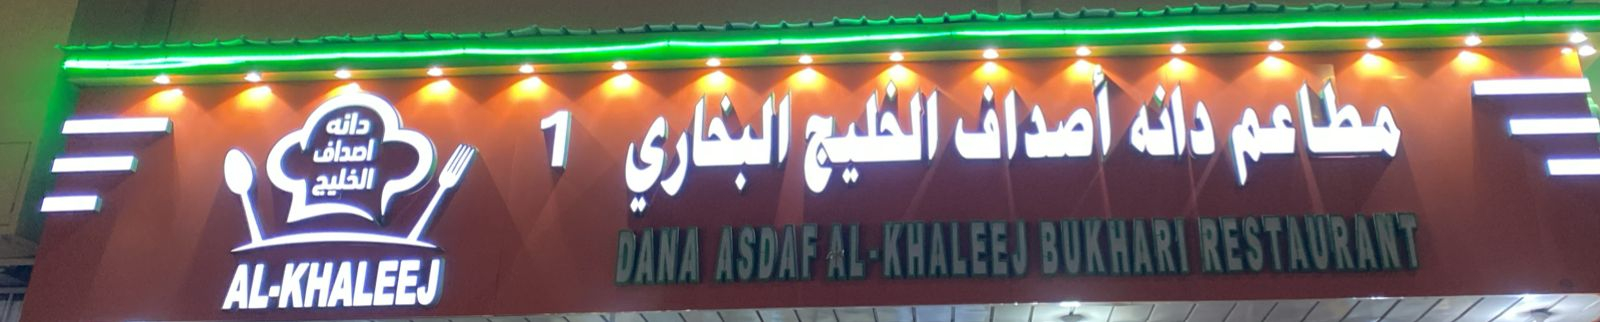 مطاعم دانه أصداف الخليج البخاري 1
DANA ASDAF AL-KHALEEJ BUKHARI RESTAURANT
دانه
اصداف
الخليج
AL-KHALEEJ